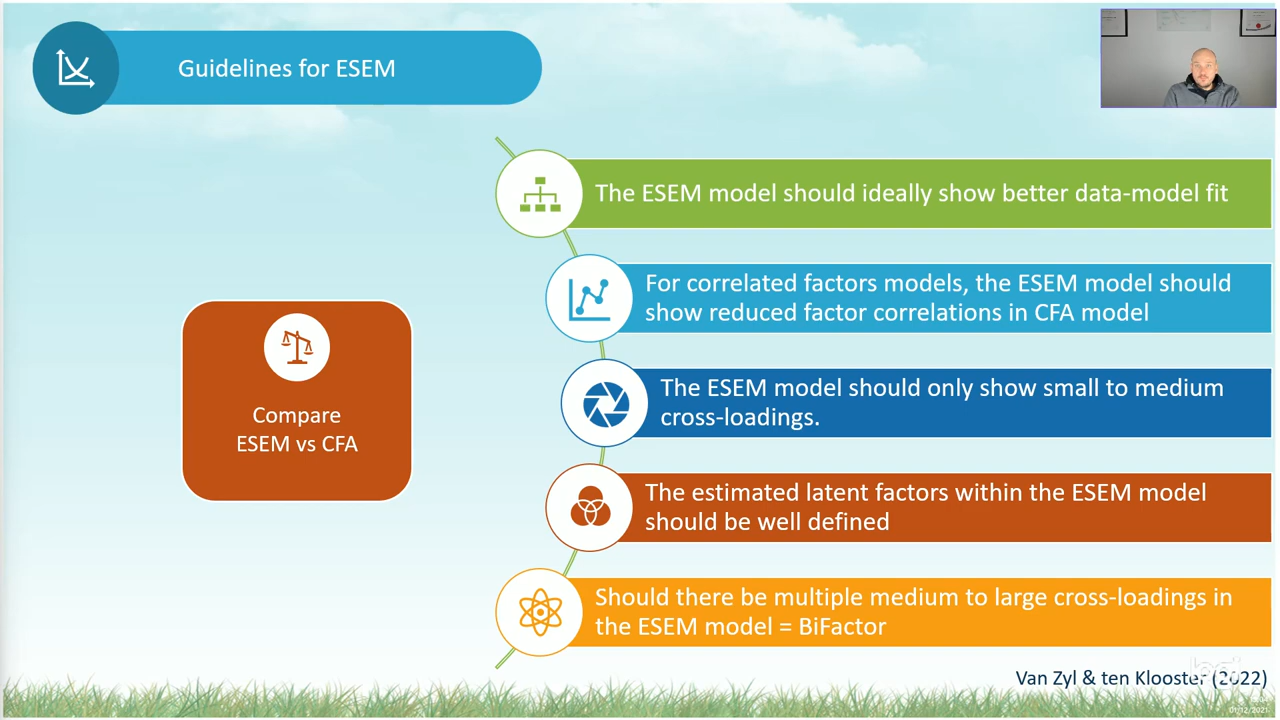 Guidelines for ESEM
The ESEM model should ideally show better data-model fit
For correlated factors models, the ESEM model should
show reduced factor correlations in CFA model
Compare
ESEM vs CFA
The ESEM model should only show small to medium
cross-loadings.
The estimated latent factors within the ESEM model
should be well defined
Should there be multiple medium to large cross-loadings in
the ESEM model = BiFactor
Van Zyl & ten Klooster (2022)
01/12/2021